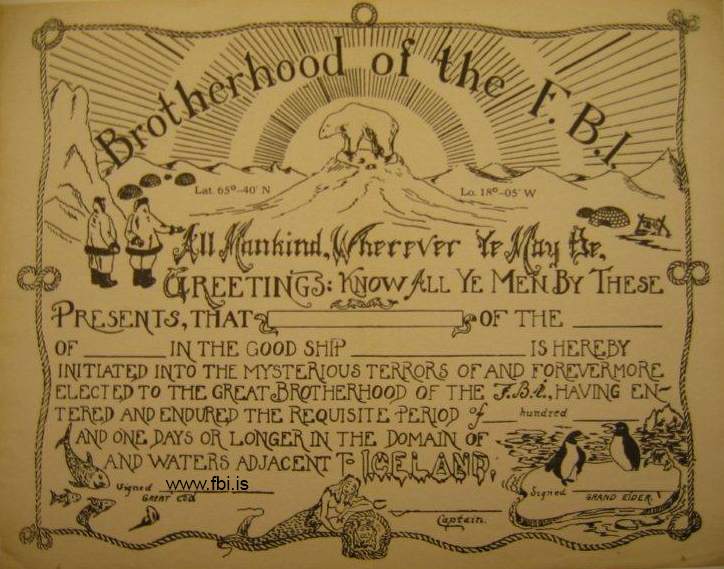 Brotherhood of the F.B.I.
Lat. 65º–40' N Lo. 18º–05' W
All Mankind, Wherever Ye May Be,
GREETINGS: KNOW ALL YE MEN BY THESE
PRESENTS, THAT OF THE
OF IN THE GOOD SHIP IS HEREBY
INITIATED INTO THE MYSTERIOUS TERRORS OF AND FOREVERMORE
ELECTED TO THE GREAT BROTHERHOOD OF THE F.B.I., HAVING EN-
TERED AND ENDURED THE REQUISITE PERIOD of hundred
AND ONE DAYS OR LONGER IN THE DOMAIN OF
AND WATERS ADJACENT TO ICELAND.
Signed www.fbi.is Signed
GREAT COD GRAND ELDER.
Captain.